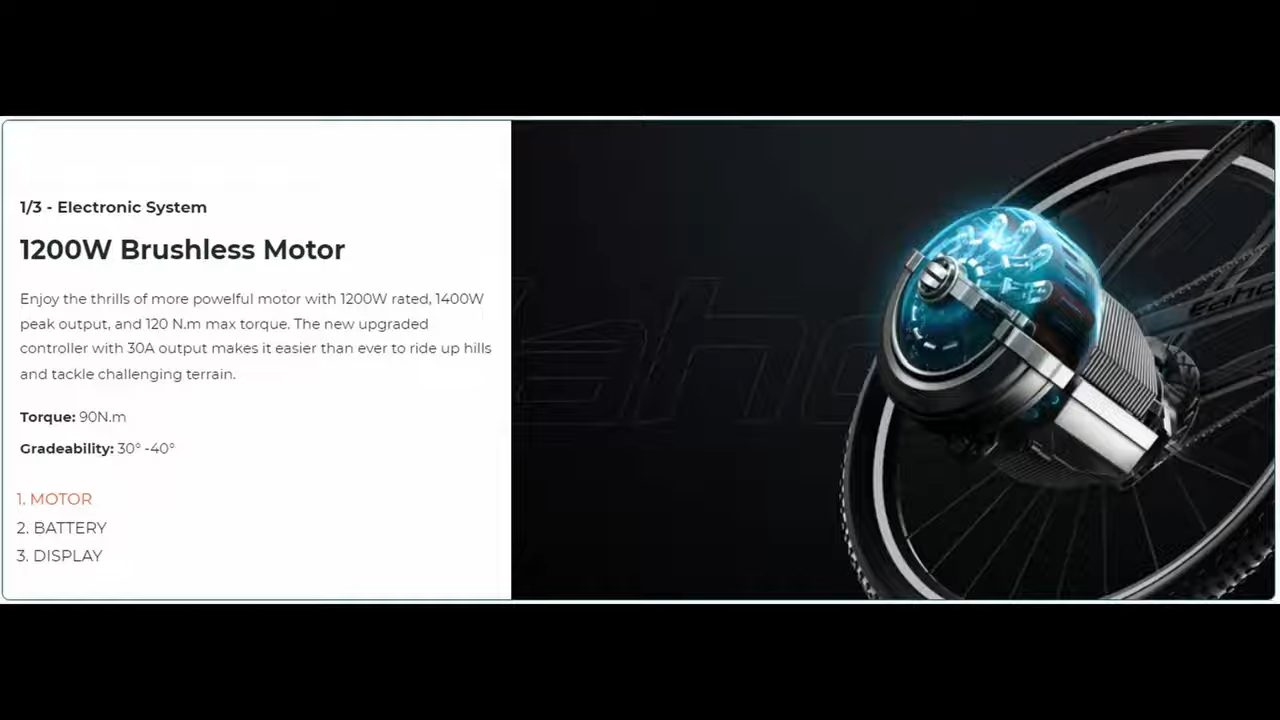 1/3 - Electronic System
1200W Brushless Motor
Enjoy the thrills of more powelful motor with 1200W rated, 1400W
peak output, and 120 N.m max torque. The new upgraded
controller with 30A output makes it easier than ever to ride up hills
and tackle challenging terrain.
Torque: 90N.m
Gradeability: 30° -40°
1. MOTOR
2. BATTERY
3. DISPLAY
Eaho